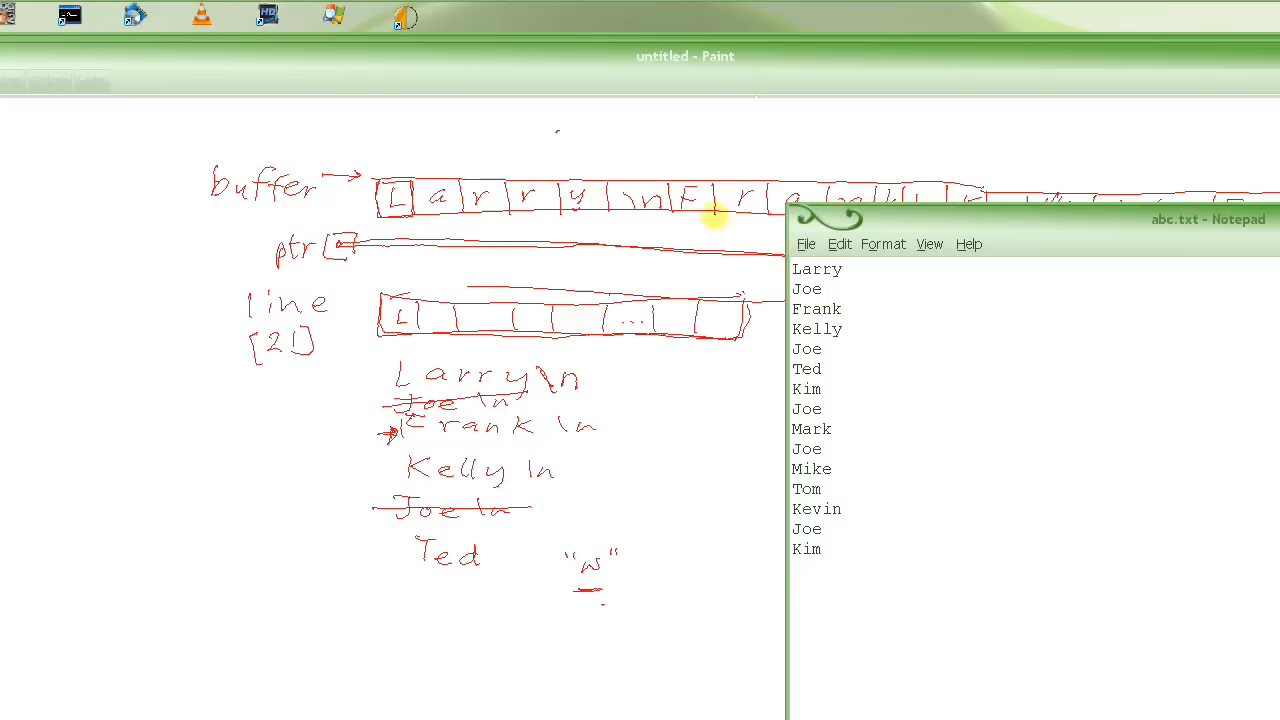 untitled - Paint
buffer → L a r r y \n F r a
ptr
line
[21]
L ...
Larry\n
Joe \n
Frank \n
Kelly \n
Joe \n
Ted "w"
abc.txt - Notepad
File Edit Format View Help
Larry
Joe
Frank
Kelly
Joe
Ted
Kim
Joe
Mark
Joe
Mike
Tom
Kevin
Joe
Kim